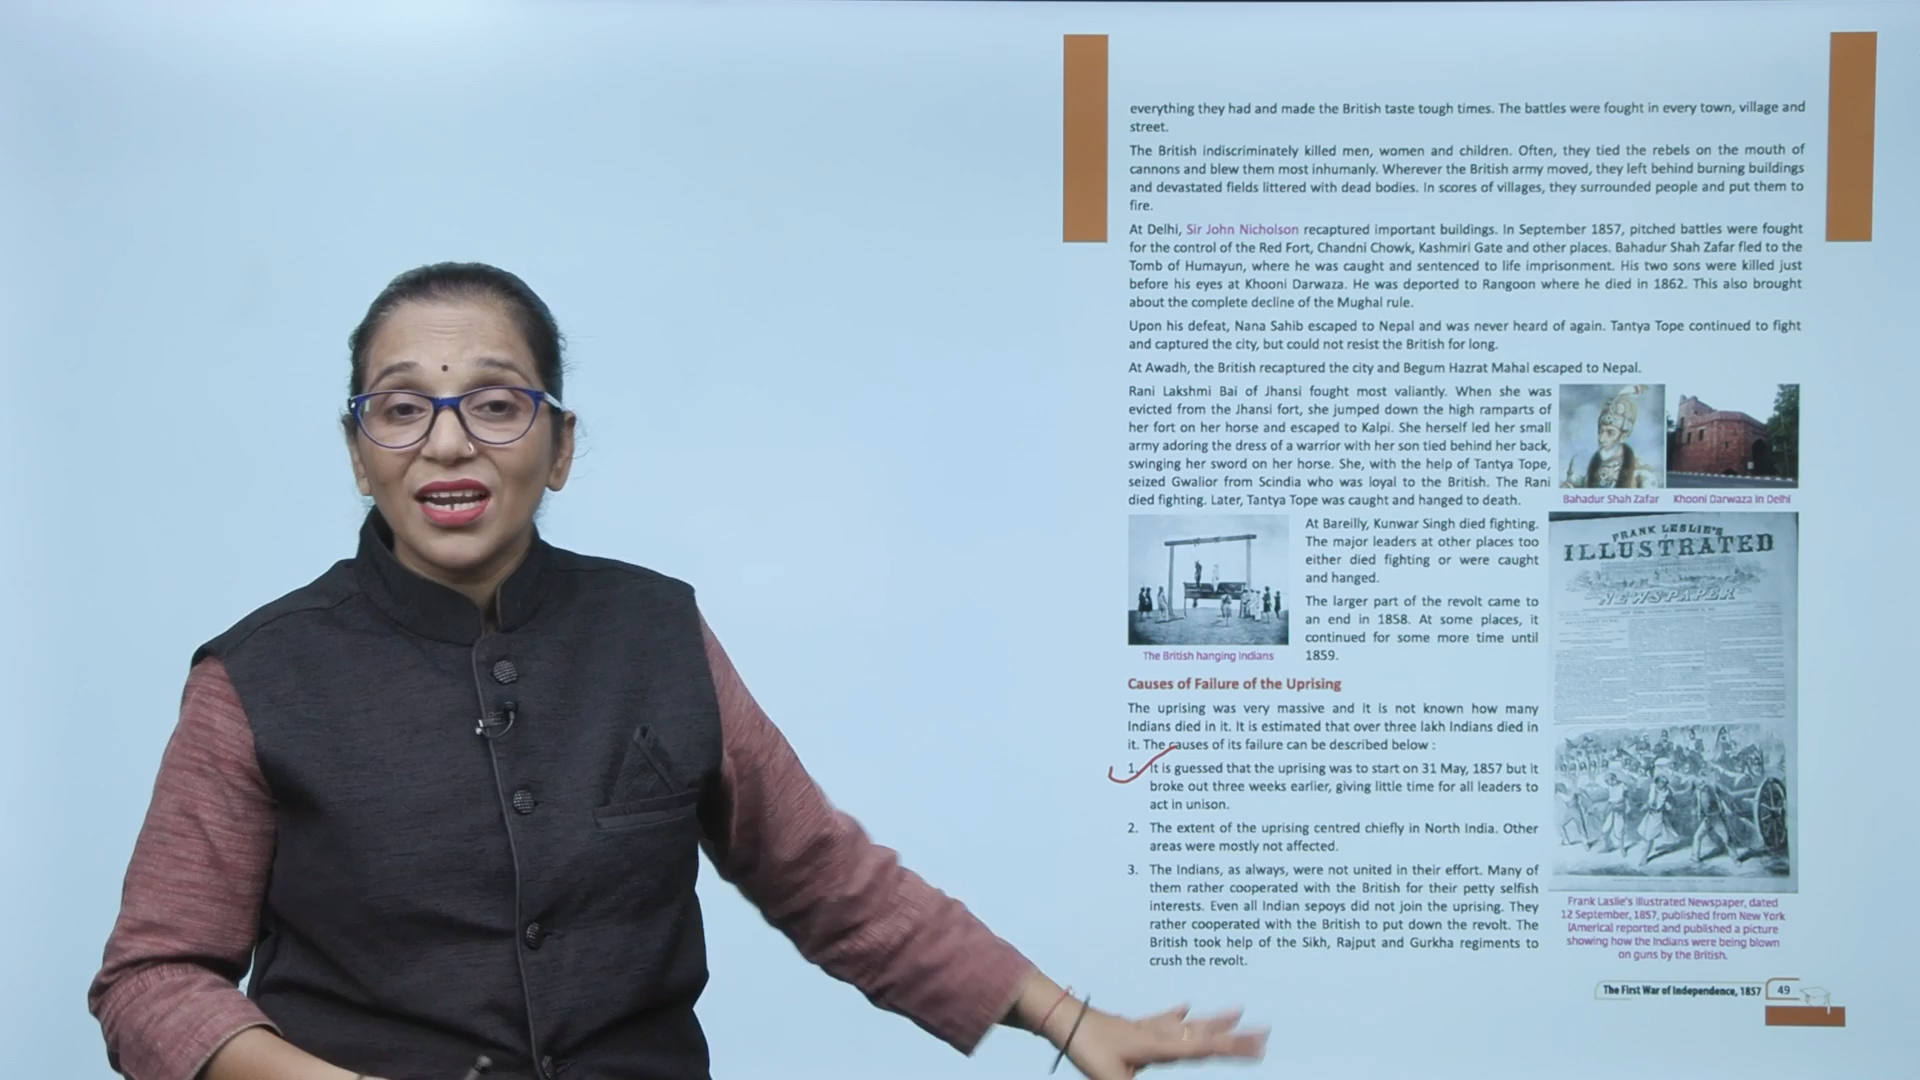 everything they had and made the British taste tough times. The battles were fought in every town, village and
street.
The British indiscriminately killed men, women and children. Often, they tied the rebels on the mouth of
cannons and blew them most inhumanly. Wherever the British army moved, they left behind burning buildings
and devastated fields littered with dead bodies. In scores of villages, they surrounded people and put them to
fire.
At Delhi, Sir John Nicholson recaptured important buildings. In September 1857, pitched battles were fought
for the control of the Red Fort, Chandni Chowk, Kashmiri Gate and other places. Bahadur Shah Zafar fled to the
Tomb of Humayun, where he was caught and sentenced to life imprisonment. His two sons were killed just
before his eyes at Khooni Darwaza. He was deported to Rangoon where he died in 1862. This also brought
about the complete decline of the Mughal rule.
Upon his defeat, Nana Sahib escaped to Nepal and was never heard of again. Tantya Tope continued to fight
and captured the city, but could not resist the British for long.
At Awadh, the British recaptured the city and Begum Hazrat Mahal escaped to Nepal.
Rani Lakshmi Bai of Jhansi fought most valiantly. When she was
evicted from the Jhansi fort, she jumped down the high ramparts of
her fort on her horse and escaped to Kalpi. She herself led her small
army adoring the dress of a warrior with her son tied behind her back,
swinging her sword on her horse. She, with the help of Tantya Tope,
seized Gwalior from Scindia who was loyal to the British. The Rani
died fighting. Later, Tantya Tope was caught and hanged to death.
Bahadur Shah Zafar
Khooni Darwaza in Delhi
At Bareilly, Kunwar Singh died fighting.
The major leaders at other places too
either died fighting or were caught
and hanged.
The larger part of the revolt came to
an end in 1858. At some places, it
continued for some more time until
1859.
The British hanging Indians
FRANK LESLIE'S
ILLUSTRATED
NEWSPAPER
Causes of Failure of the Uprising
The uprising was very massive and it is not known how many
Indians died in it. It is estimated that over three lakh Indians died in
it. The causes of its failure can be described below :
1. It is guessed that the uprising was to start on 31 May, 1857 but it
broke out three weeks earlier, giving little time for all leaders to
act in unison.
2. The extent of the uprising centred chiefly in North India. Other
areas were mostly not affected.
3. The Indians, as always, were not united in their effort. Many of
them rather cooperated with the British for their petty selfish
interests. Even all Indian sepoys did not join the uprising. They
rather cooperated with the British to put down the revolt. The
British took help of the Sikh, Rajput and Gurkha regiments to
crush the revolt.
Frank Laslie's Illustrated Newspaper, dated
12 September, 1857, published from New York
(America) reported and published a picture
showing how the Indians were being blown
on guns by the British.
The First War of Independence, 1857 49